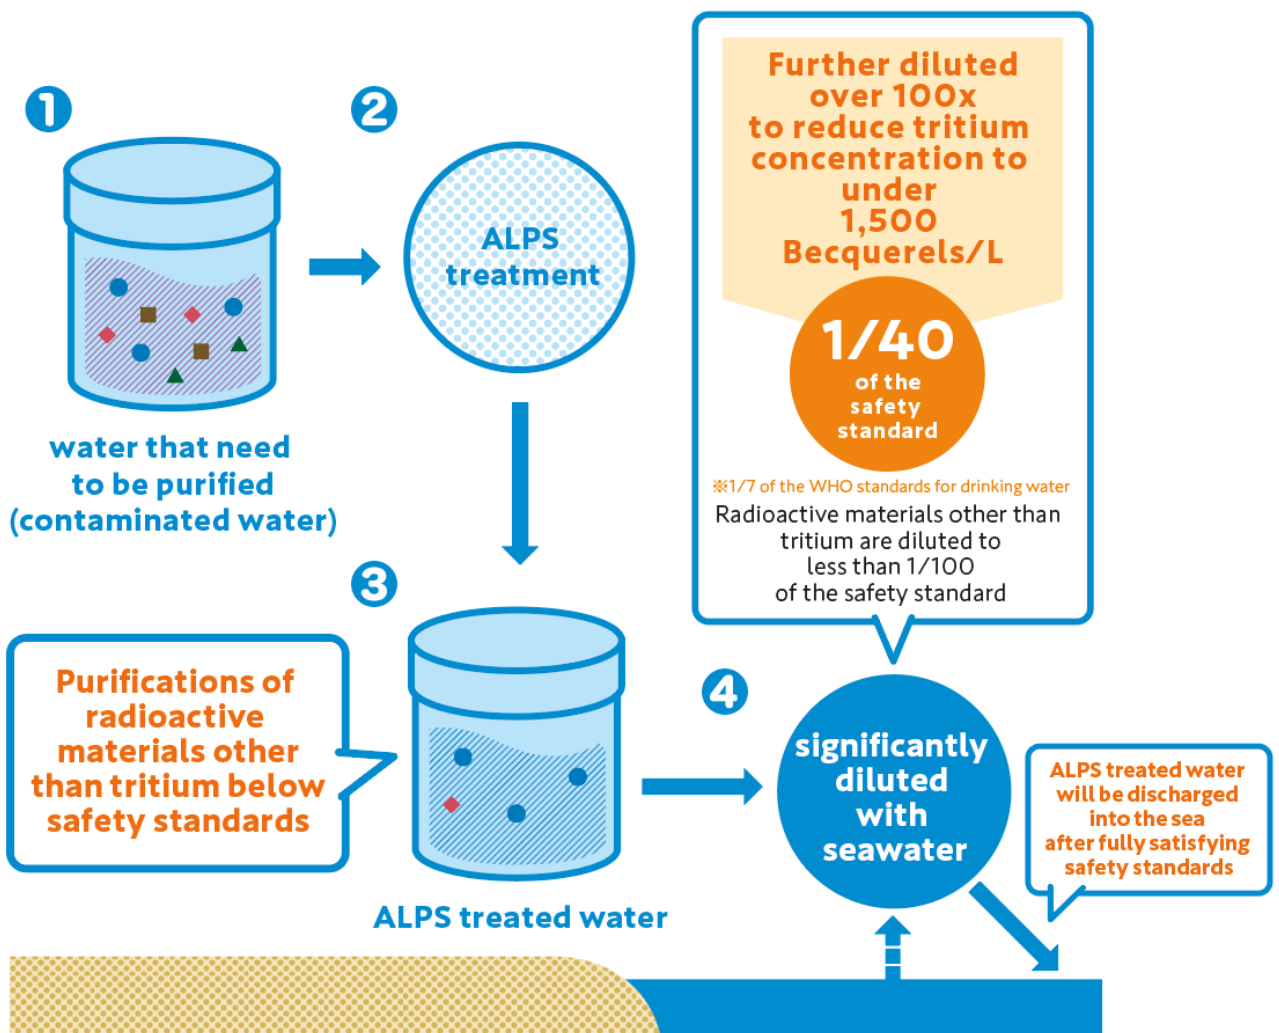 1
water that need
to be purified
(contaminated water)
2
ALPS
treatment
3
Purifications of
radioactive
materials other
than tritium below
safety standards
ALPS treated water
4
significantly
diluted
with
seawater
Further diluted
over 100x
to reduce tritium
concentration to
under
1,500
Becquerels/L
1/40
of the
safety
standard
※1/7 of the WHO standards for drinking water
Radioactive materials other than
tritium are diluted to
less than 1/100
of the safety standard
ALPS treated water
will be discharged
into the sea
after fully satisfying
safety standards